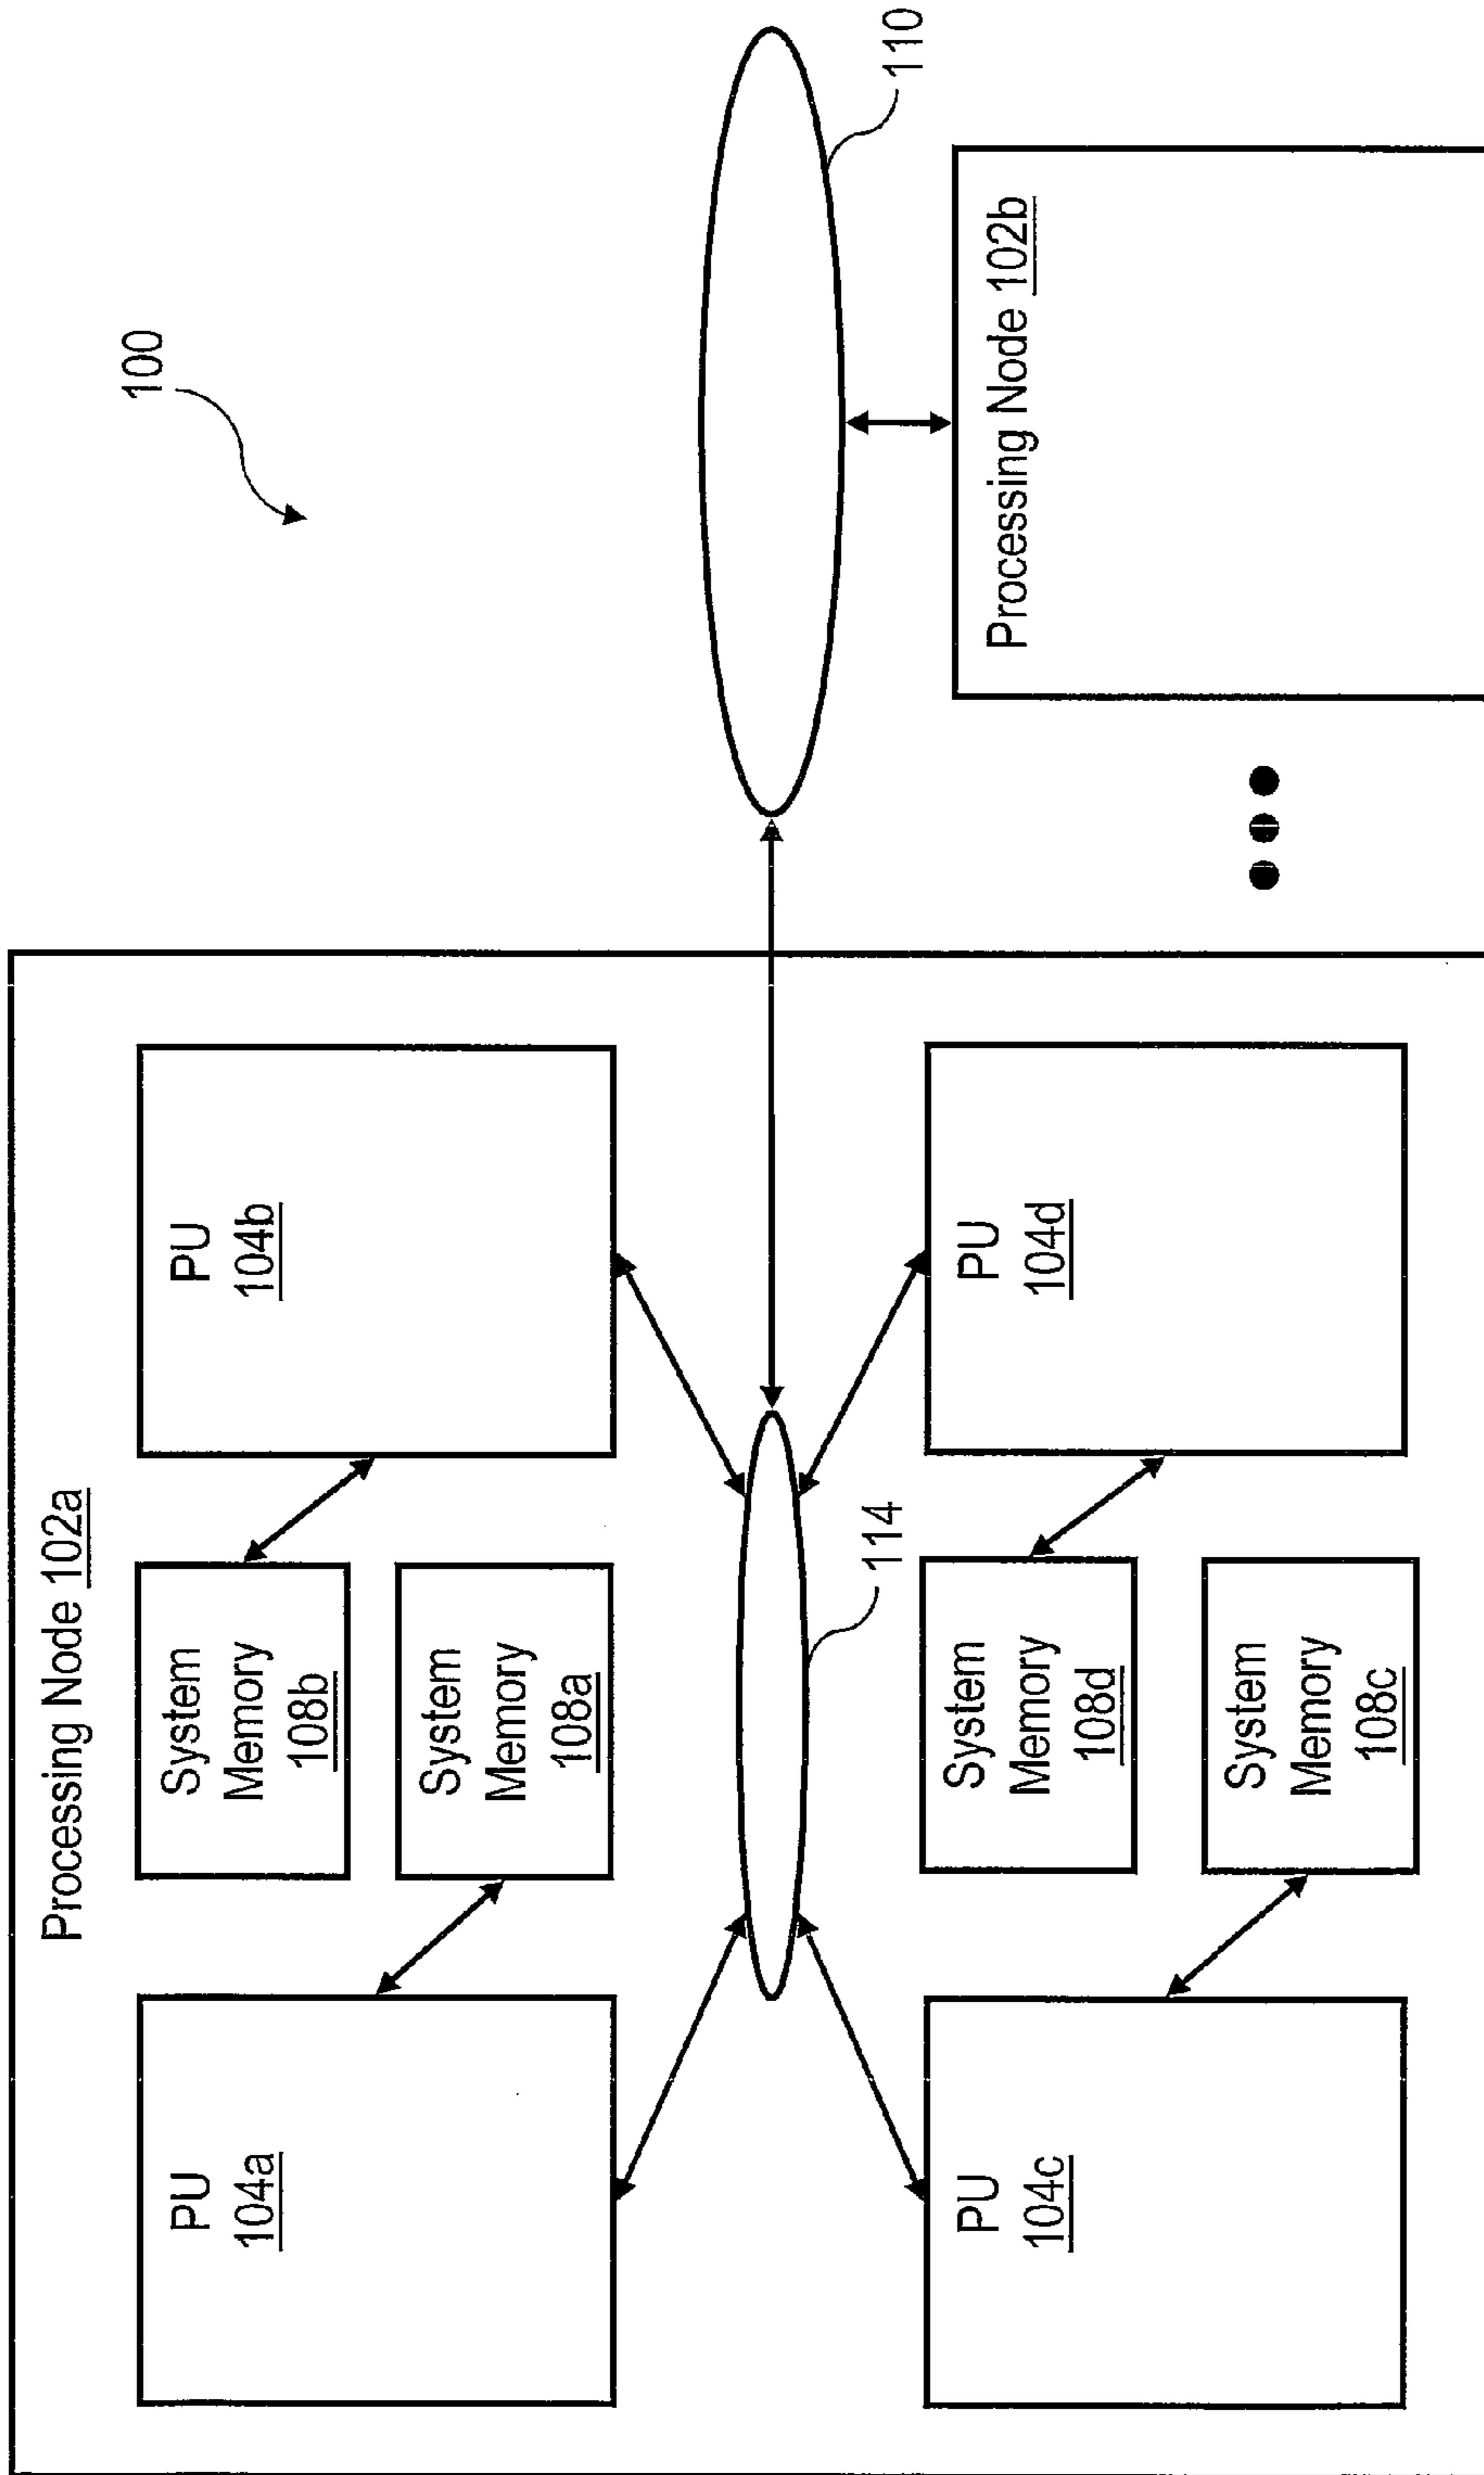 100
Processing Node 102a
PU
104a
System
Memory
108b
System
Memory
108a
PU
104b
114
110
PU
104c
System
Memory
108d
System
Memory
108c
PU
104d
Processing Node 102b